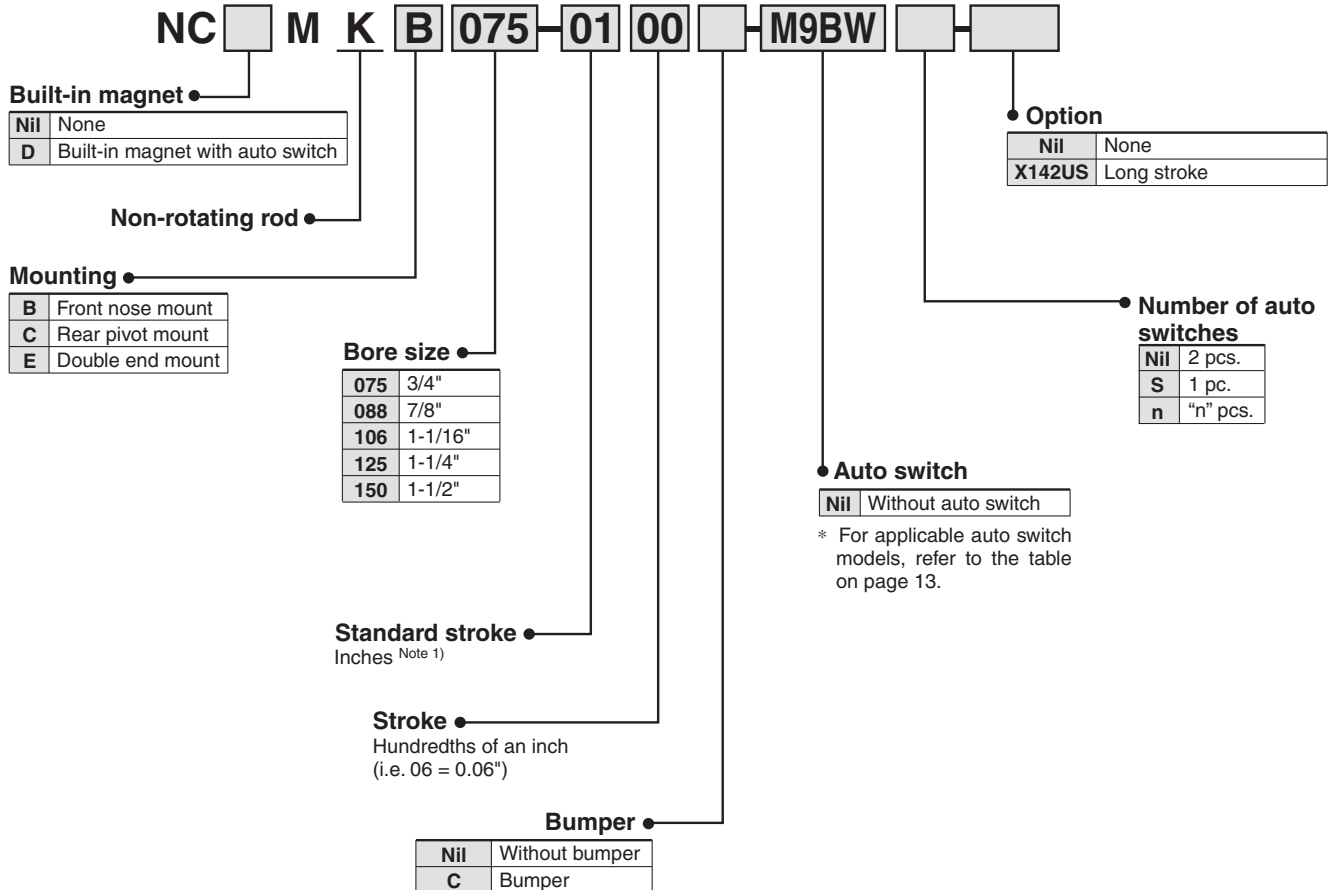 NC M K B 075-01 00 - M9BW -
Built-in magnet
Nil None
D Built-in magnet with auto switch
Option
Nil None
X142US Long stroke
Non-rotating rod
Mounting
B Front nose mount
C Rear pivot mount
E Double end mount
Number of auto
switches
Nil 2 pcs.
S 1 pc.
n “n” pcs.
Bore size
075 3/4"
088 7/8"
106 1-1/16"
125 1-1/4"
150 1-1/2"
Auto switch
Nil Without auto switch
* For applicable auto switch
models, refer to the table
on page 13.
Standard stroke
Inches Note 1)
Stroke
Hundredths of an inch
(i.e. 06 = 0.06")
Bumper
Nil Without bumper
C Bumper